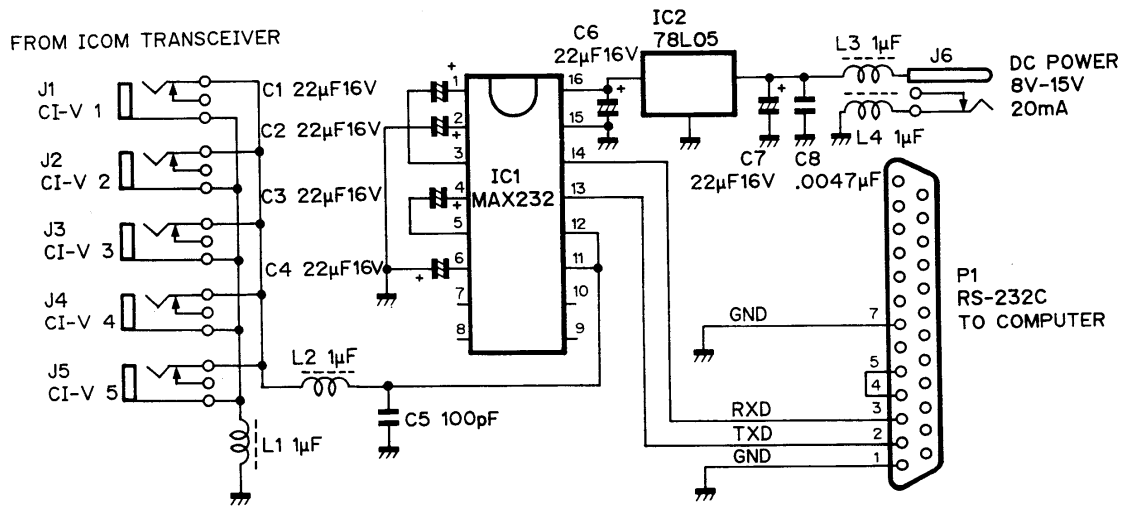 FROM ICOM TRANSCEIVER
J1
CI-V 1
J2
CI-V 2
J3
CI-V 3
J4
CI-V 4
J5
CI-V 5
L1 1µF
L2 1µF
C5 100pF
C1 22µF16V
C2 22µF16V
C3 22µF16V
C4 22µF16V
+
+
+
+
1
2
3
4
5
6
7
8
IC1
MAX232
16
15
14
13
12
11
10
9
C6
22µF16V
+
IC2
78L05
+
C7
22µF16V
C8
.0047µF
L3 1µF
L4 1µF
J6
DC POWER
8V-15V
20mA
P1
RS-232C
TO COMPUTER
GND
7
5
4
RXD
3
TXD
2
GND
1